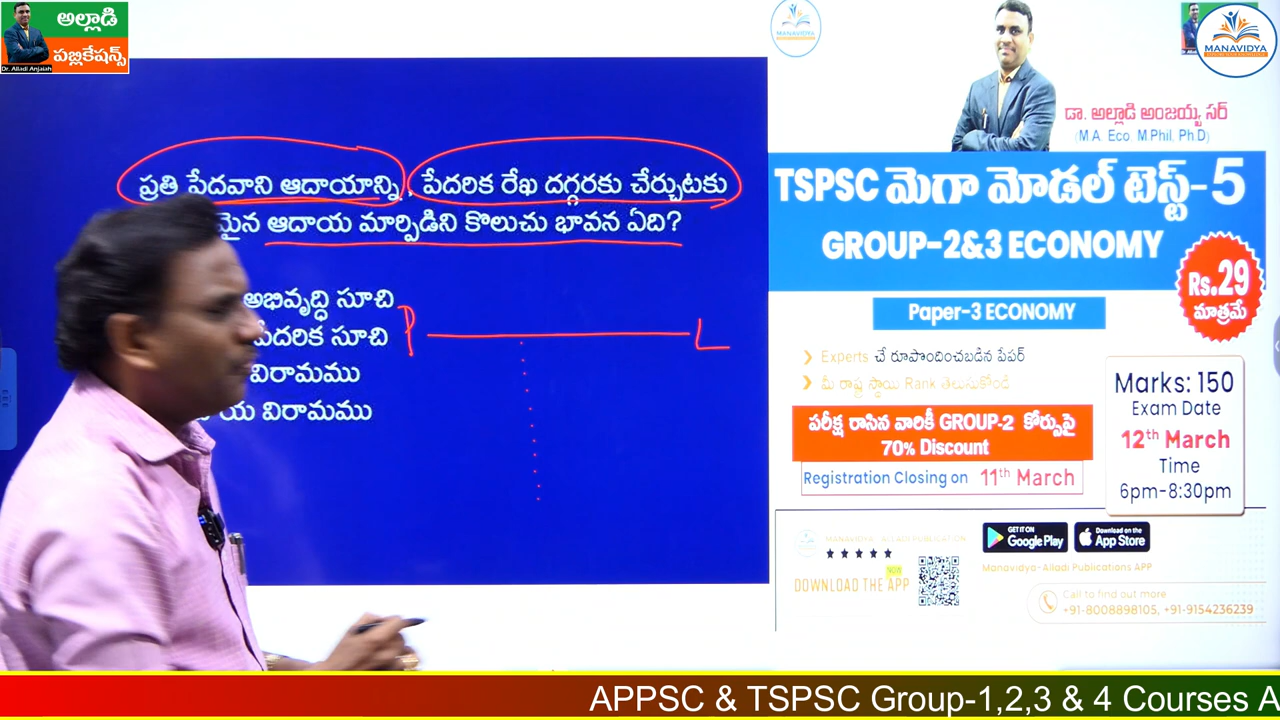 అల్లాడి
పబ్లికేషన్స్
Dr. Alladi Anjaiah
ప్రతి పేదవాని ఆదాయాన్ని, పేదరిక రేఖ దగ్గరకు చేర్చుటకు
మైన ఆదాయ మార్పిడిని కొలుచు భావన ఏది?
అభివృద్ధి సూచి
పేదరిక సూచి
విరామము
య విరామము
P L
MANAVIDYA
డా. అల్లాడి అంజయ్య సర్
(M.A. Eco. M.Phil, Ph.D)
TSPSC మెగా మోడల్ టెస్ట్-5
GROUP-2&3 ECONOMY
Rs.29
మాత్రమే
Paper-3 ECONOMY
Experts చే రూపొందించబడిన పేపర్
మీ రాష్ట్ర స్థాయి Rank తెలుసుకోండి
పరీక్ష రాసిన వారికీ GROUP-2 కోర్సుపై
70% Discount
Registration Closing on 11th March
Marks: 150
Exam Date
12th March
Time
6pm-8:30pm
MANAVIDYA - ALLADI PUBLICATION
NOW
DOWNLOAD THE APP
GET IT ON
Google Play
Download on the
App Store
Manavidya-Alladi Publications APP
Call to find out more
+91-8008898105, +91-9154236239
APPSC & TSPSC Group-1,2,3 & 4 Courses A